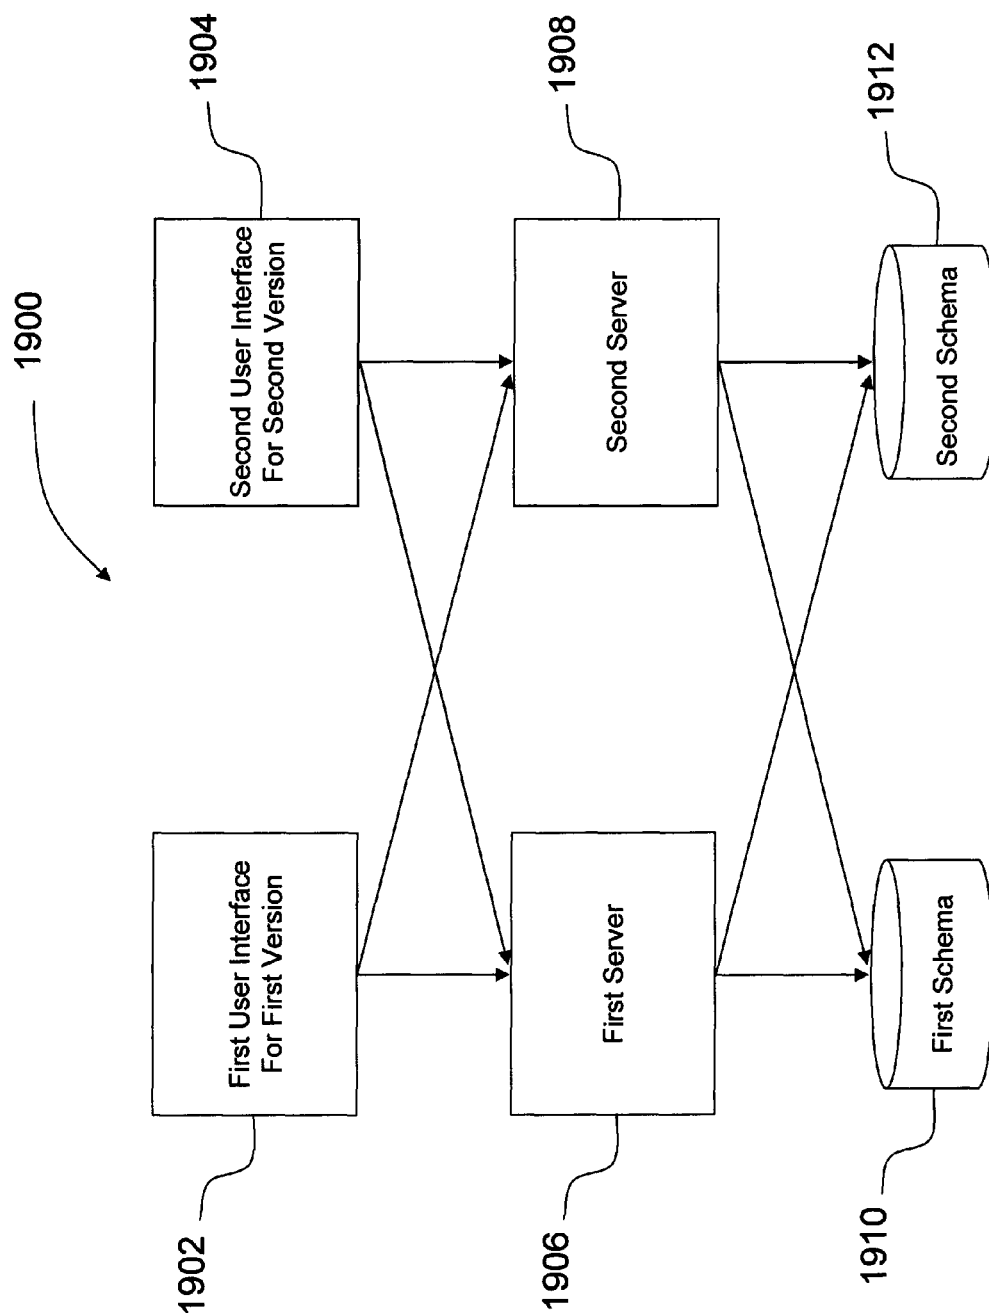 1900
1902
First User Interface
For First Version
Second User Interface
For Second Version
1904
1906
First Server
Second Server
1908
1910
First Schema
Second Schema
1912